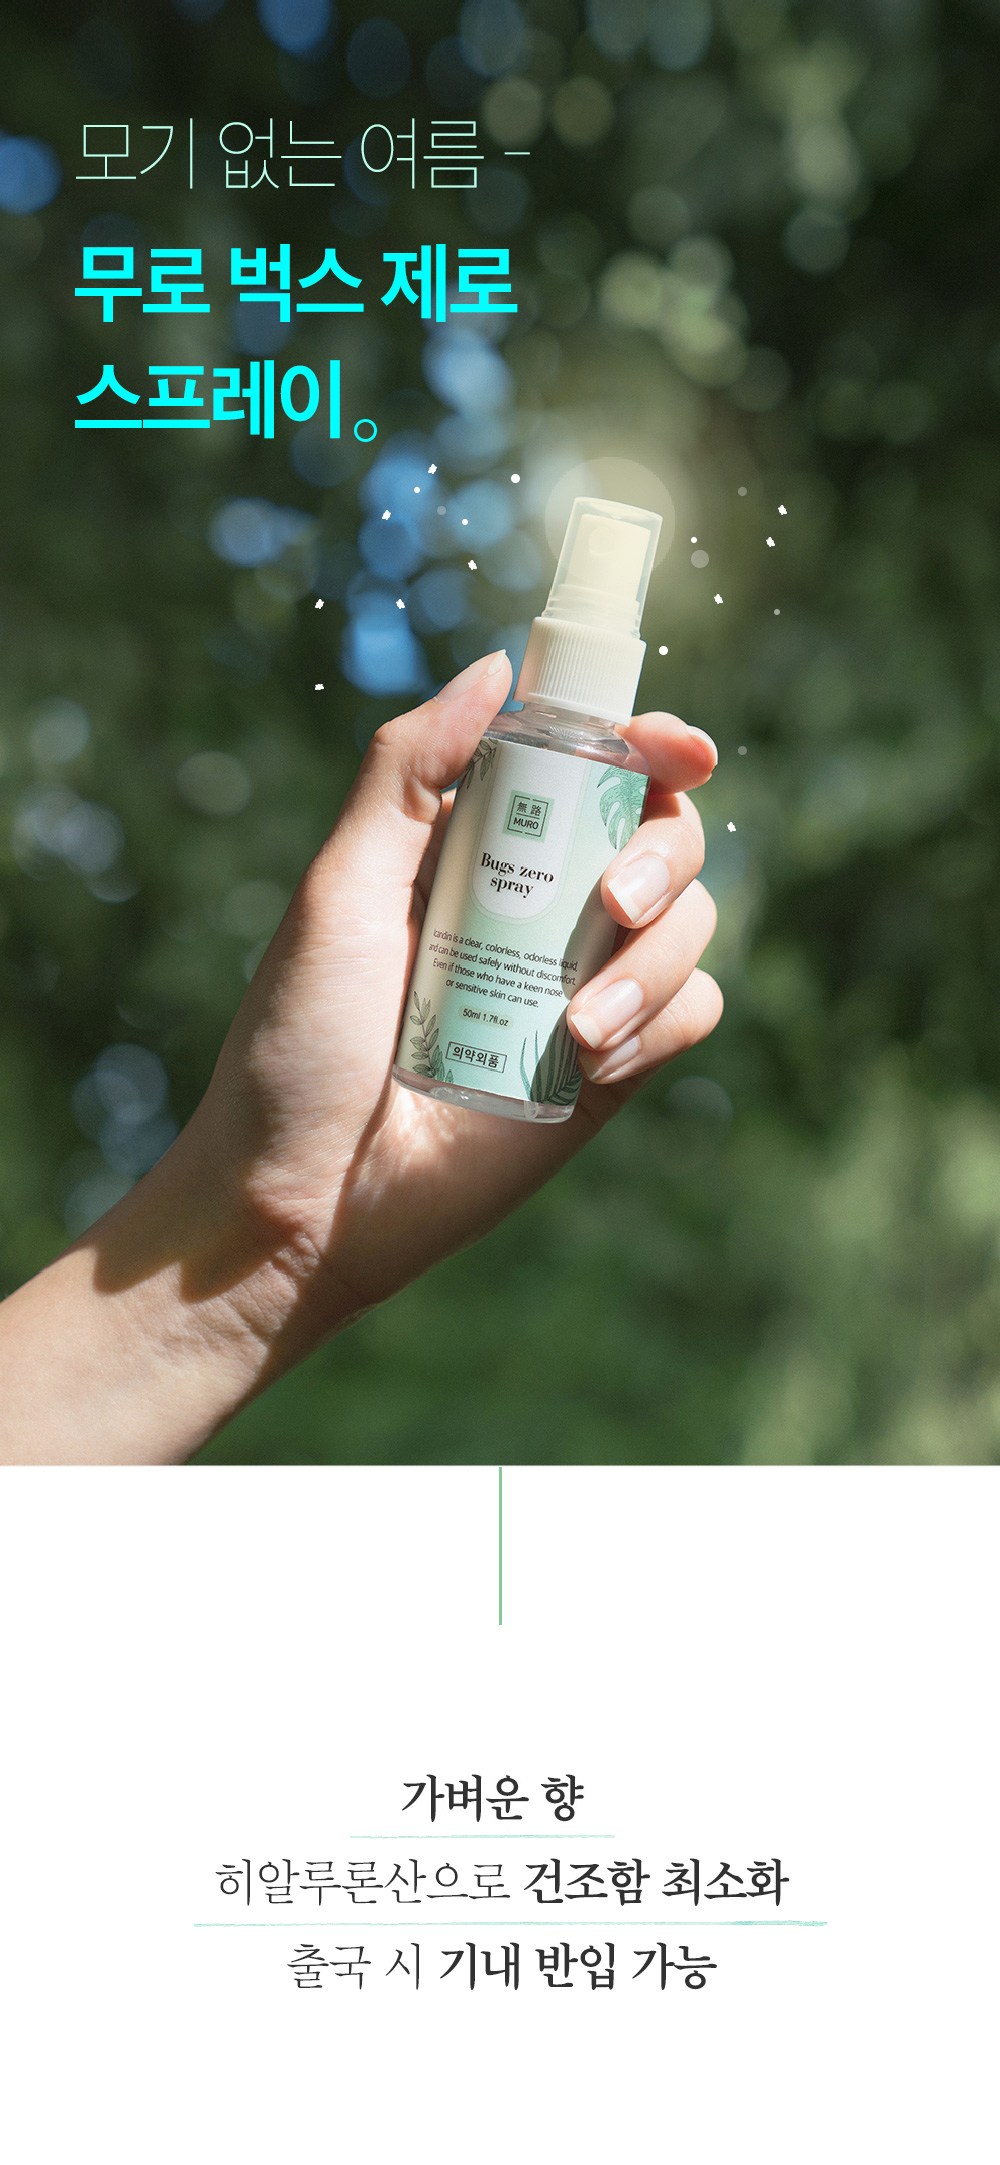 모기 없는 여름 -
무로 벅스 제로
스프레이。
無路
MURO
Bugs zero
spray
Icaridin is a clear, colorless, odorless liquid,
and can be used safely without discomfort.
Even if those who have a keen nose
or sensitive skin can use.
50ml 1.7fl.oz
의약외품
가벼운 향
히알루론산으로 건조함 최소화
출국 시 기내 반입 가능